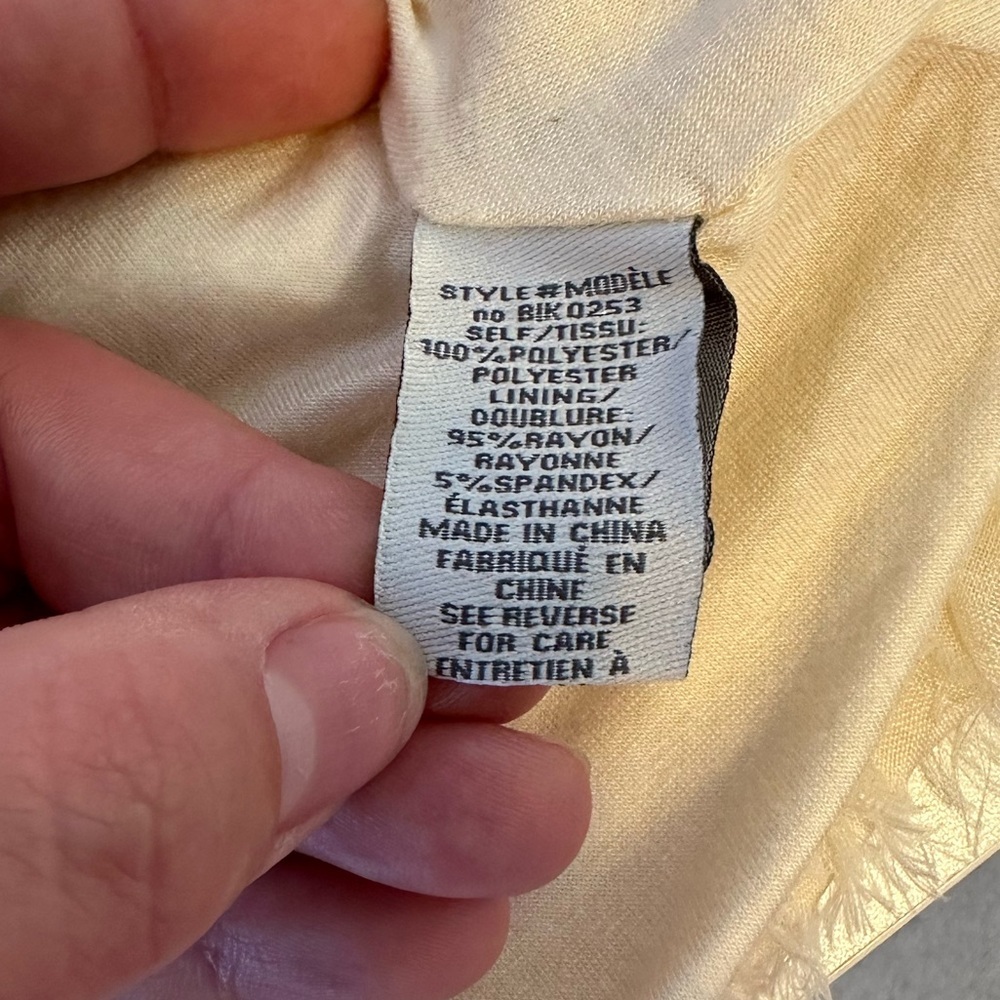 STYLE#MODÈLE
no BIK0253
SELF/TISSU:
100%POLYESTER/
POLYESTER
LINING/
DOUBLURE:
95%RAYON/
RAYONNE
5%SPANDEX/
ÉLASTHANNE
MADE IN CHINA
FABRIQUÉ EN
CHINE
SEE REVERSE
FOR CARE
ENTRETIEN À